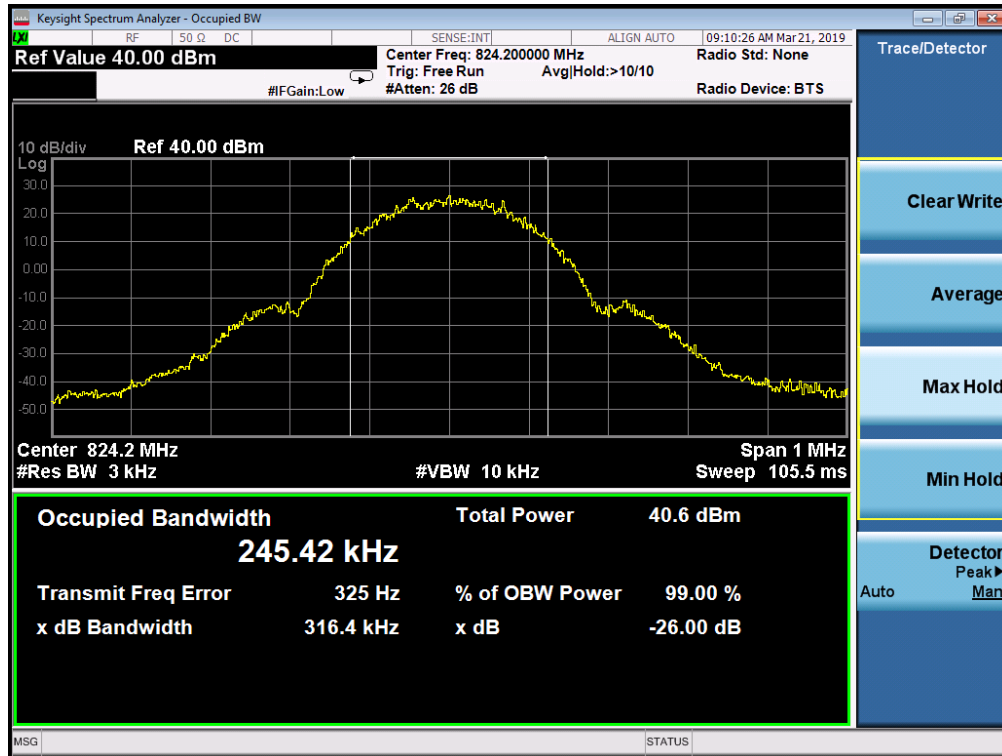 Keysight Spectrum Analyzer - Occupied BW
LXI RF 50 Ω DC SENSE:INT ALIGN AUTO 09:10:26 AM Mar 21, 2019
Ref Value 40.00 dBm
Center Freq: 824.200000 MHz Radio Std: None
Trig: Free Run Avg|Hold:>10/10
#IFGain:Low #Atten: 26 dB Radio Device: BTS
10 dB/div Ref 40.00 dBm
Log
30.0
20.0
10.0
0.00
-10.0
-20.0
-30.0
-40.0
-50.0
Center 824.2 MHz Span 1 MHz
#Res BW 3 kHz #VBW 10 kHz Sweep 105.5 ms
Occupied Bandwidth Total Power 40.6 dBm
245.42 kHz
Transmit Freq Error 325 Hz % of OBW Power 99.00 %
x dB Bandwidth 316.4 kHz x dB -26.00 dB
MSG STATUS
Trace/Detector
Clear Write
Average
Max Hold
Min Hold
Detector
Peak▶
Auto Man